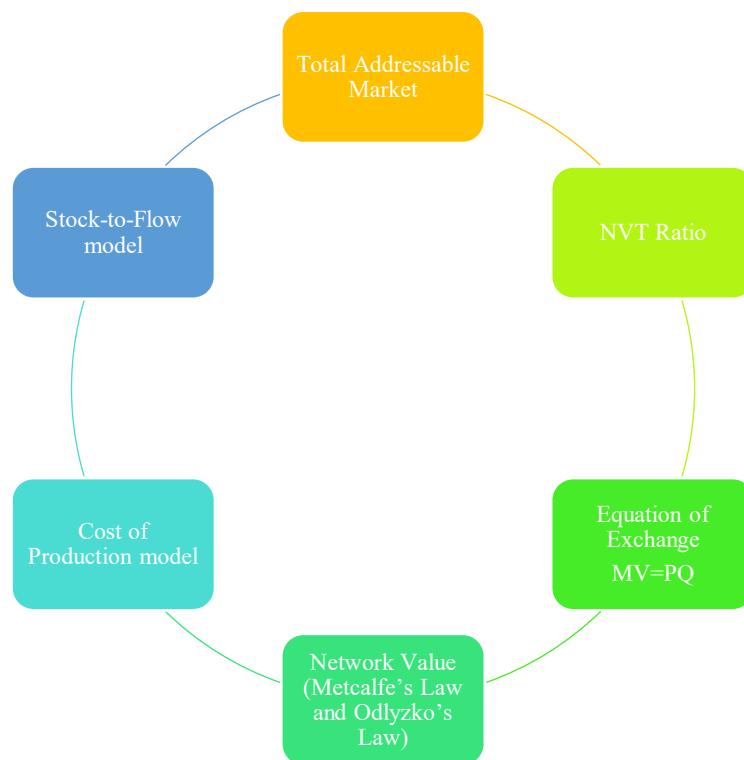 Total Addressable
Market
NVT Ratio
Equation of
Exchange
MV=PQ
Network Value
(Metcalfe’s Law
and Odlyzko’s
Law)
Cost of
Production model
Stock-to-Flow
model